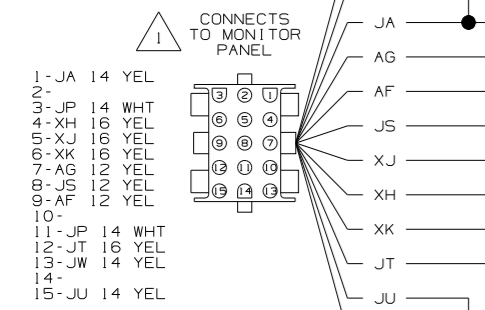 CONNECTS
TO MONITOR
PANEL
1
1-JA 14 YEL
2-
3-JP 14 WHT
4-XH 16 YEL
5-XJ 16 YEL
6-XK 16 YEL
7-AG 12 YEL
8-JS 12 YEL
9-AF 12 YEL
10-
11-JP 14 WHT
12-JT 16 YEL
13-JW 14 YEL
14-
15-JU 14 YEL
3 2 1
6 5 4
9 8 7
12 11 10
15 14 13
JA
AG
AF
JS
XJ
XH
XK
JT
JU